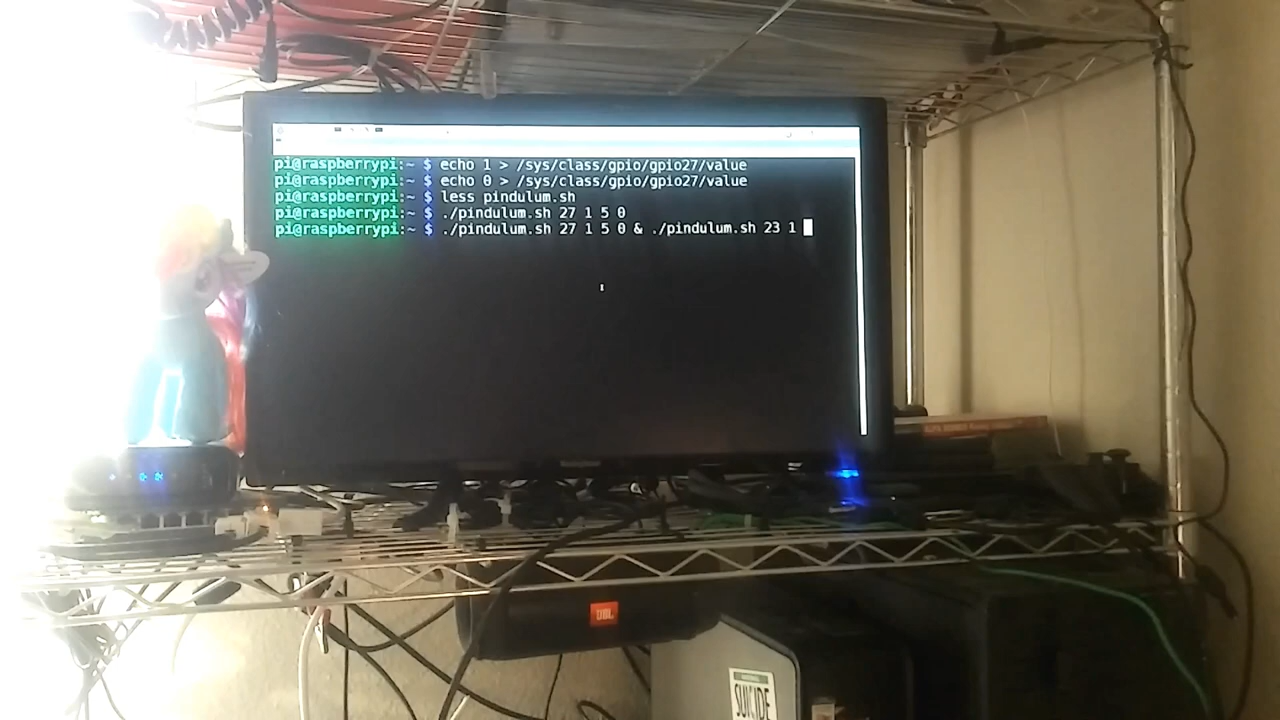 pi@raspberrypi:~ $ echo 1 > /sys/class/gpio/gpio27/value
pi@raspberrypi:~ $ echo 0 > /sys/class/gpio/gpio27/value
pi@raspberrypi:~ $ less pindulum.sh
pi@raspberrypi:~ $ ./pindulum.sh 27 1 5 0
pi@raspberrypi:~ $ ./pindulum.sh 27 1 5 0 & ./pindulum.sh 23 1
JBL
SUICIDE